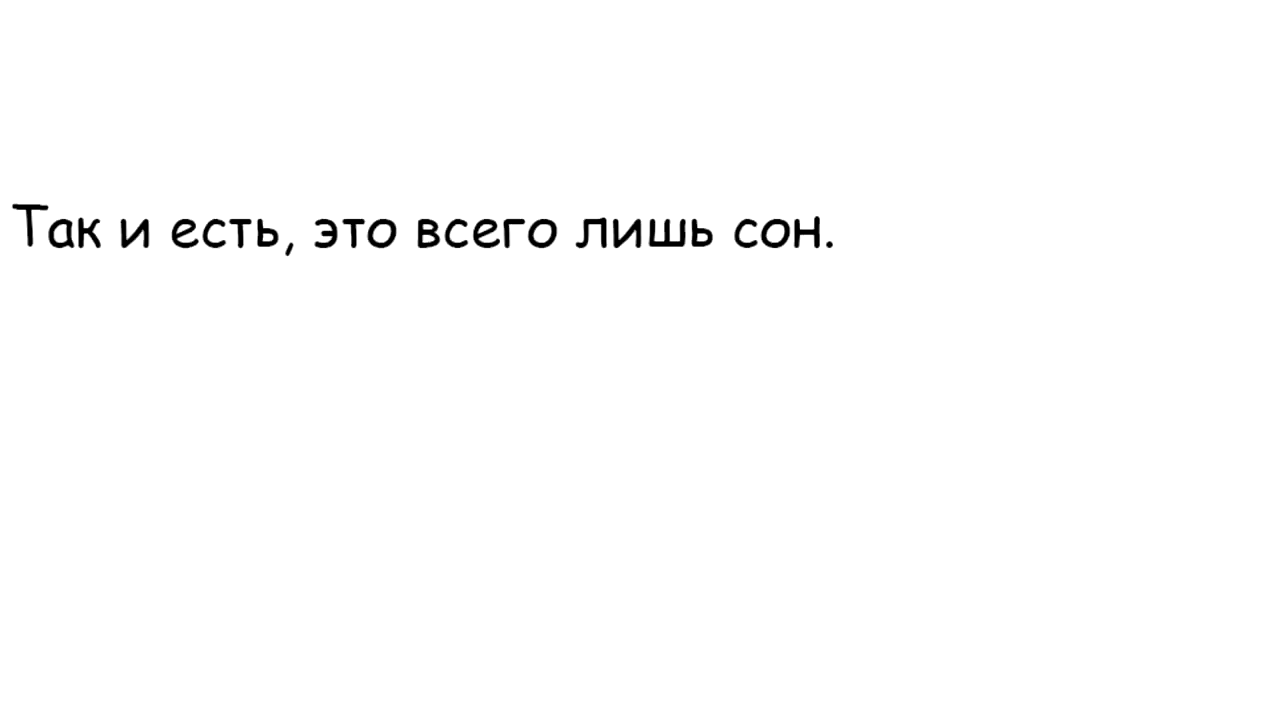 Так и есть, это всего лишь сон.